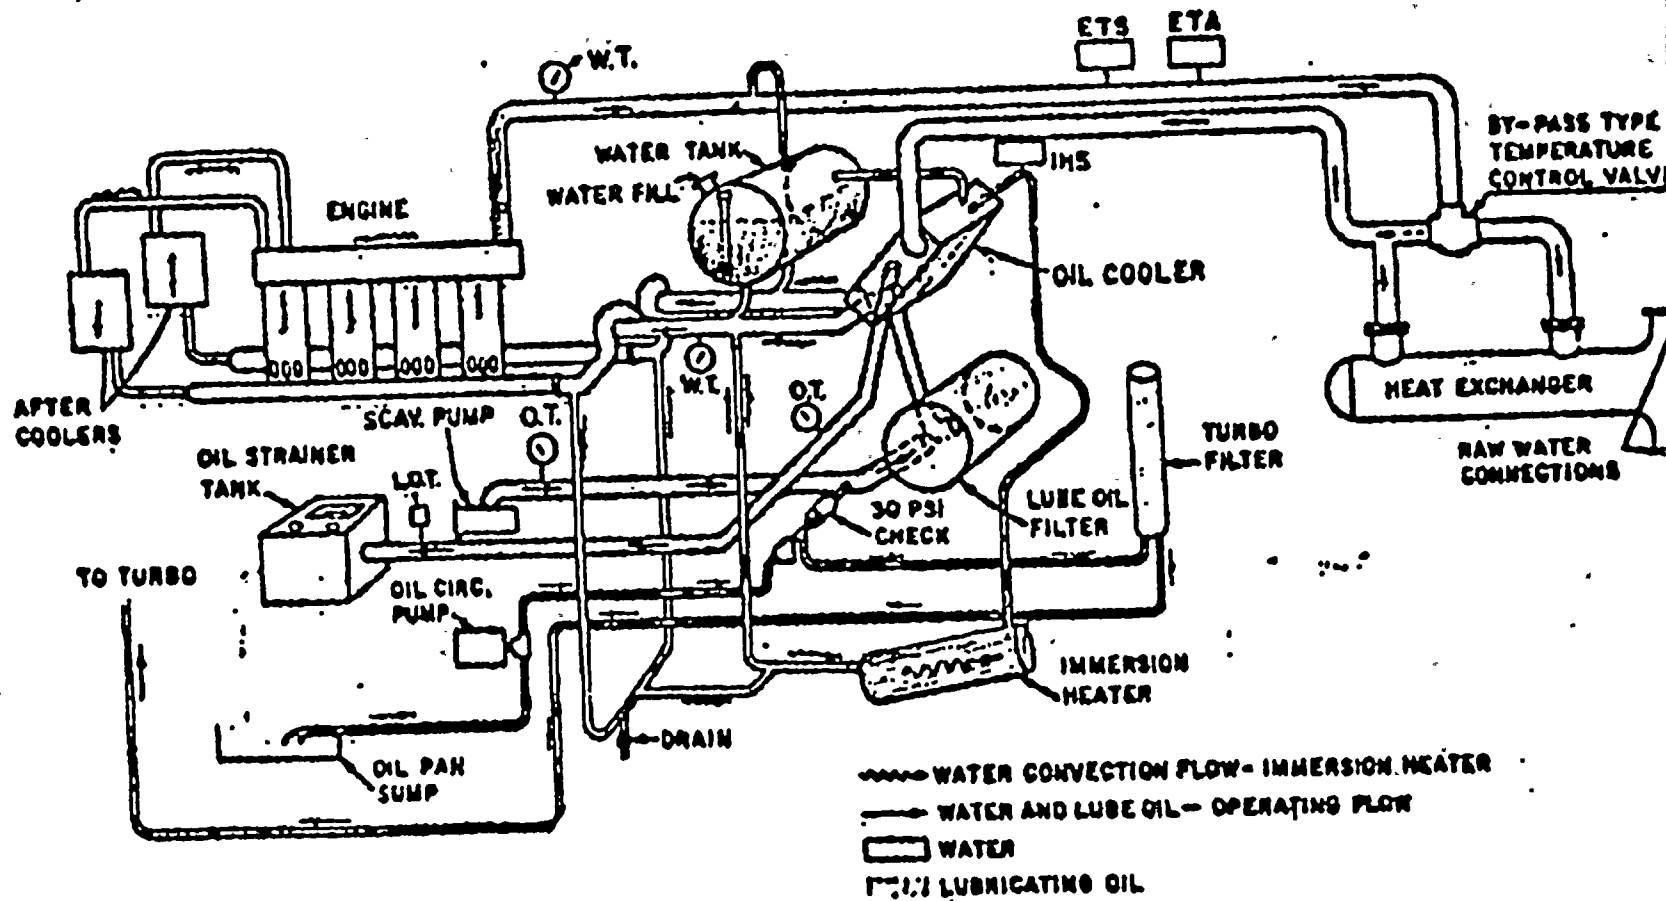 ETS
ETA
W.T.
BY-PASS TYPE
TEMPERATURE
CONTROL VALV
WATER TANK
IHS
WATER FILL
ENGINE
OIL COOLER
HEAT EXCHANGER
W.T.
O.T.
AFTER
COOLERS
SCAV. PUMP
O.T.
TURBO
FILTER
RAW WATER
CONNECTIONS
OIL STRAINER
TANK
L.O.T.
LUBE OIL
FILTER
30 PSI
CHECK
TO TURBO
OIL CIRC.
PUMP
IMMERSION
HEATER
DRAIN
OIL PAN
SUMP
WATER CONVECTION FLOW- IMMERSION HEATER
WATER AND LUBE OIL- OPERATING FLOW
WATER
LUBRICATING OIL